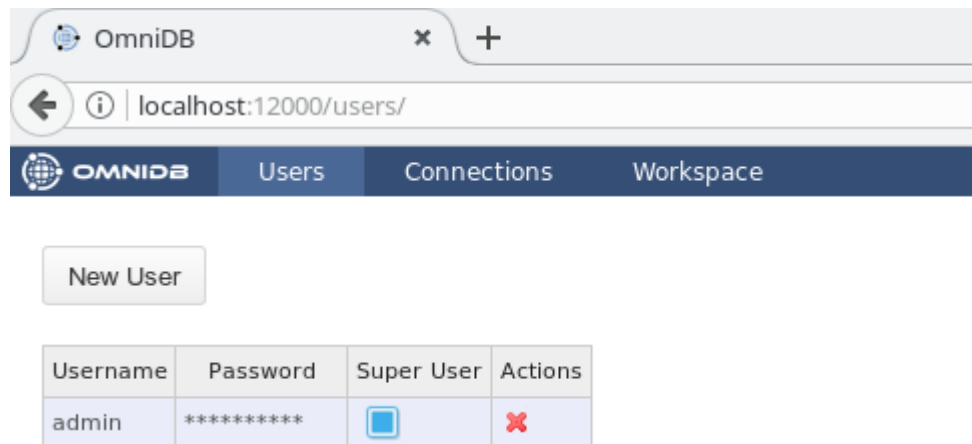 OmniDB
localhost:12000/users/
OMNIDB Users Connections Workspace
New User
Username Password Super User Actions
admin **********